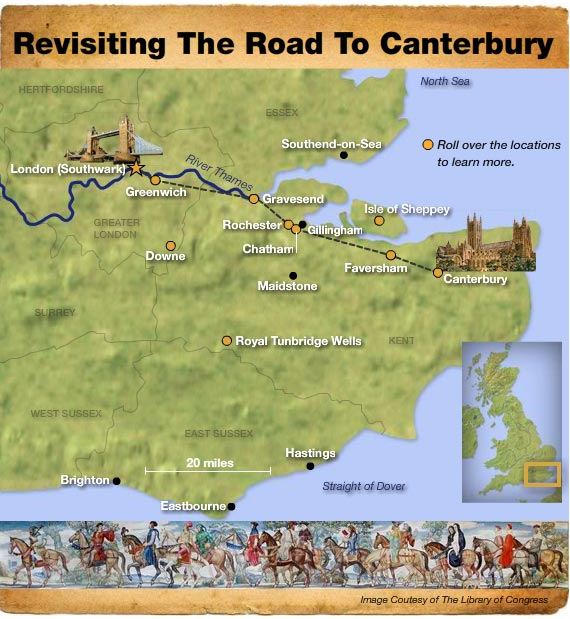 Revisiting The Road To Canterbury
North Sea
HERTFORDSHIRE
ESSEX
Southend-on-Sea
Roll over the locations
to learn more.
London (Southwark)
River Thames
Greenwich
Gravesend
Isle of Sheppey
GREATER
LONDON
Rochester
Gillingham
Chatham
Downe
Faversham
Canterbury
Maidstone
SURREY
Royal Tunbridge Wells
KENT
WEST SUSSEX
EAST SUSSEX
Hastings
20 miles
Brighton
Straight of Dover
Eastbourne
Image Coutesy of The Library of Congress